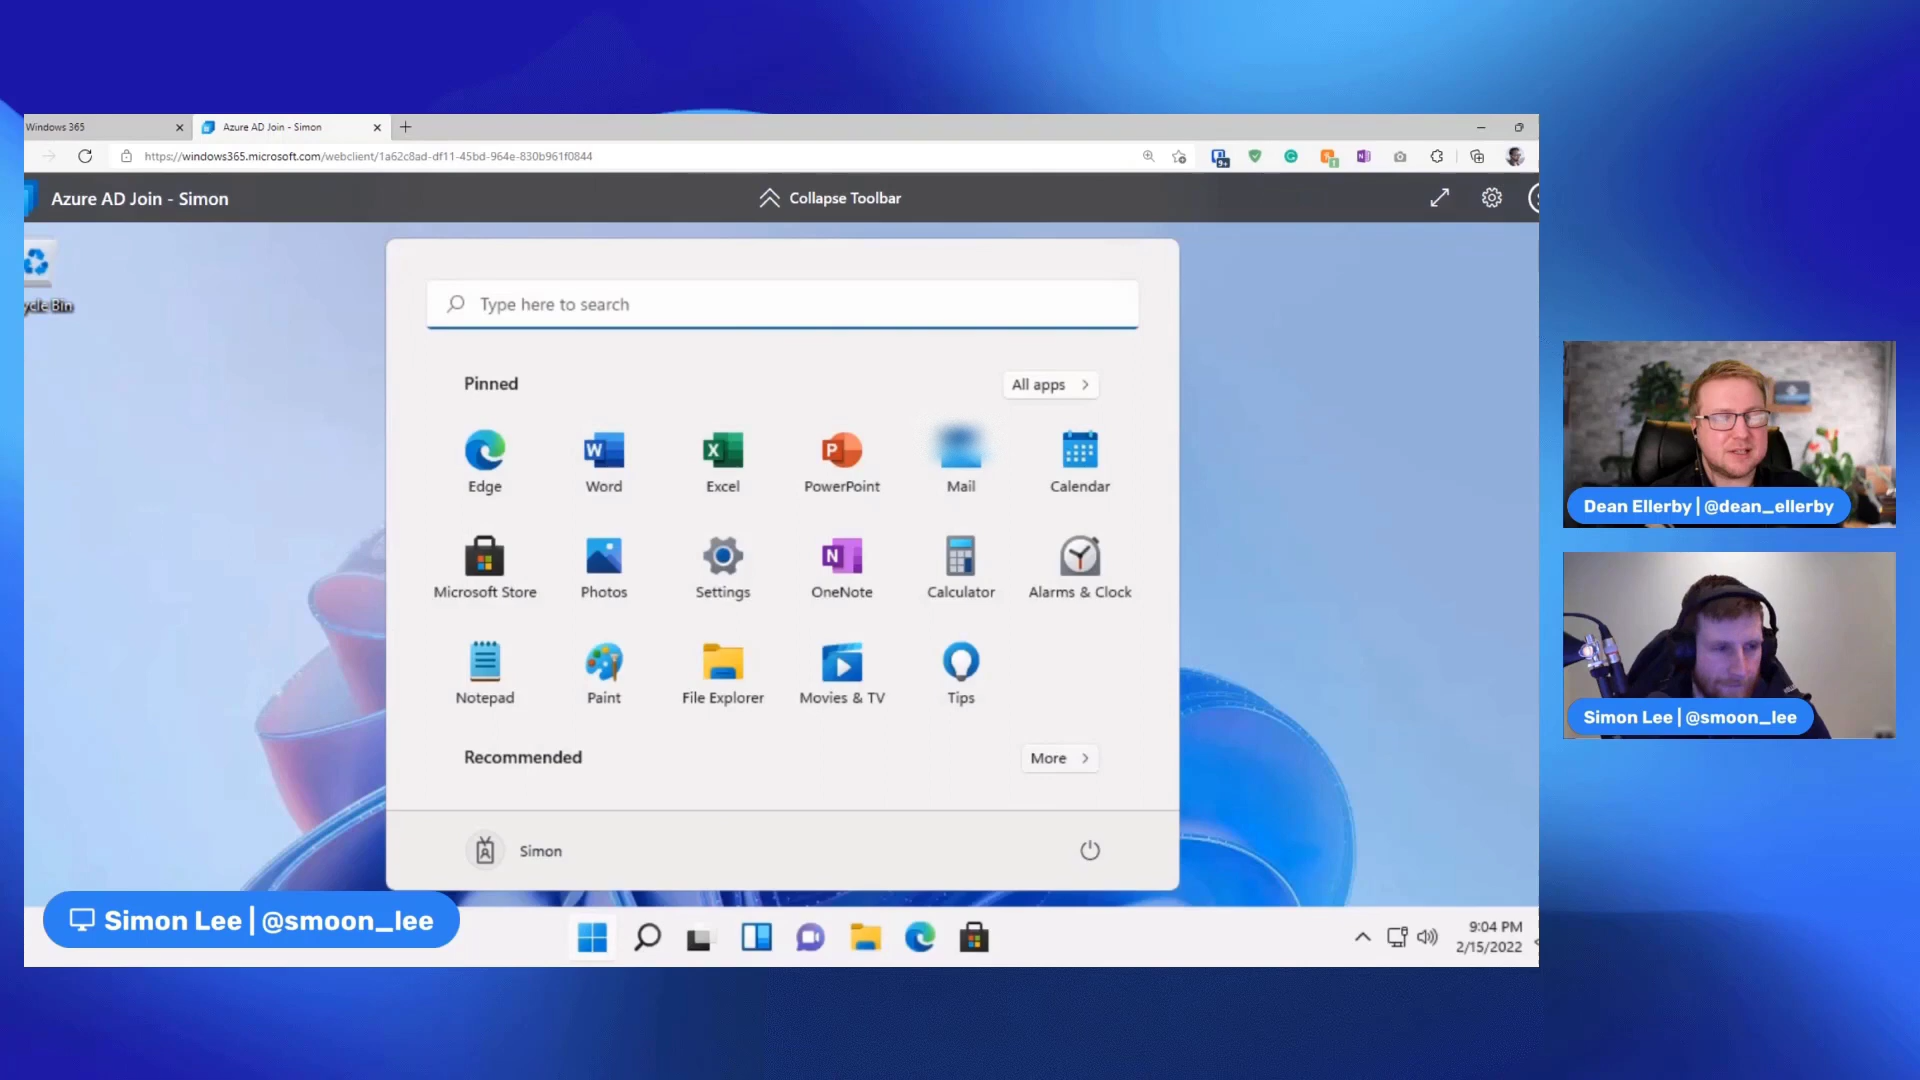 Windows 365
Azure AD Join - Simon
https://windows365.microsoft.com/webclient/1a62c8ad-df11-45bd-964e-830b961f0844
9+
1
Azure AD Join - Simon
Collapse Toolbar
ycle Bin
Type here to search
Pinned
All apps
Edge
Word
Excel
PowerPoint
Mail
Calendar
Microsoft Store
Photos
Settings
OneNote
Calculator
Alarms & Clock
Notepad
Paint
File Explorer
Movies & TV
Tips
Recommended
More
Simon
Simon Lee | @smoon_lee
9:04 PM
2/15/2022
Dean Ellerby | @dean_ellerby
Simon Lee | @smoon_lee